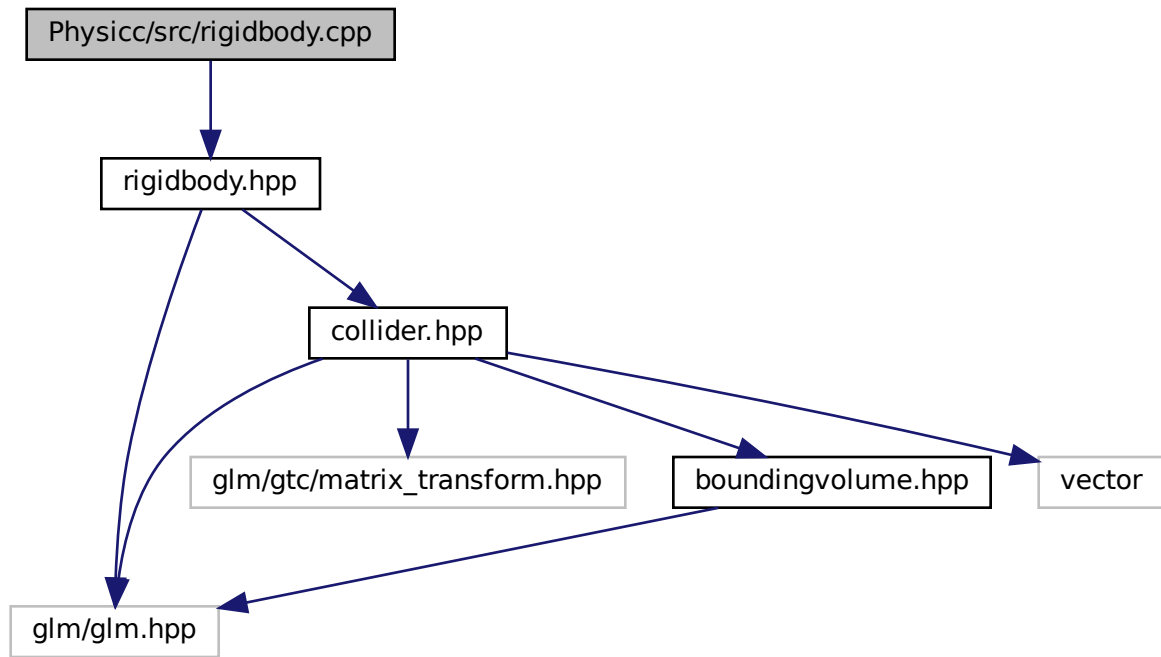 Physicc/src/rigidbody.cpp
rigidbody.hpp
collider.hpp
glm/gtc/matrix_transform.hpp
boundingvolume.hpp
vector
glm/glm.hpp